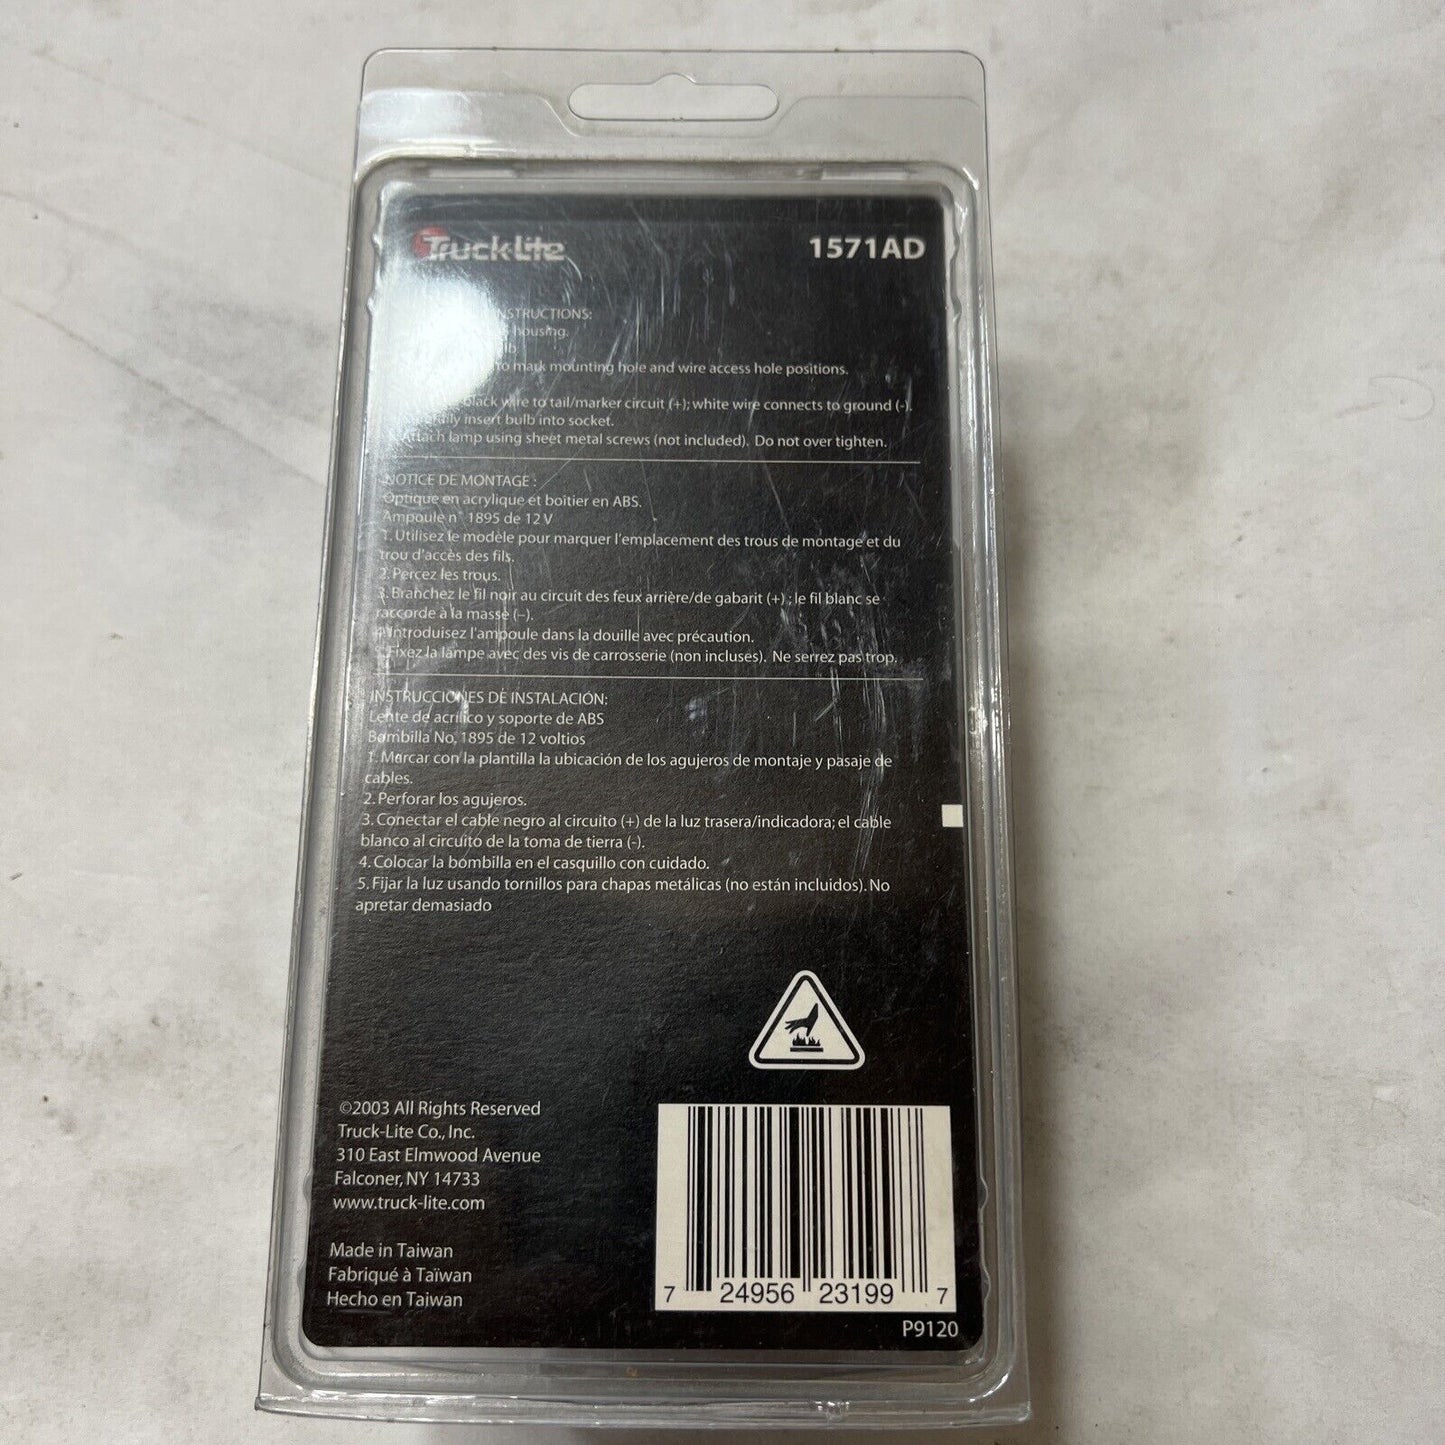 Truck-Lite
1571AD
INSTRUCTIONS:
housing.
to mark mounting hole and wire access hole positions.
black wire to tail/marker circuit (+); white wire connects to ground (-).
insert bulb into socket.
Attach lamp using sheet metal screws (not included). Do not over tighten.
NOTICE DE MONTAGE :
Optique en acrylique et boîtier en ABS.
Ampoule n° 1895 de 12 V
1. Utilisez le modèle pour marquer l'emplacement des trous de montage et du
trou d'accès des fils.
2. Percez les trous.
3. Branchez le fil noir au circuit des feux arrière/de gabarit (+) ; le fil blanc se
raccorde à la masse (–).
4. Introduisez l'ampoule dans la douille avec précaution.
5. Fixez la lampe avec des vis de carrosserie (non incluses). Ne serrez pas trop.
INSTRUCCIONES DE INSTALACIÓN:
Lente de acrílico y soporte de ABS
Bombilla No. 1895 de 12 voltios
1. Marcar con la plantilla la ubicación de los agujeros de montaje y pasaje de
cables.
2. Perforar los agujeros.
3. Conectar el cable negro al circuito (+) de la luz trasera/indicadora; el cable
blanco al circuito de la toma de tierra (-).
4. Colocar la bombilla en el casquillo con cuidado.
5. Fijar la luz usando tornillos para chapas metálicas (no están incluidos). No
apretar demasiado
©2003 All Rights Reserved
Truck-Lite Co., Inc.
310 East Elmwood Avenue
Falconer, NY 14733
www.truck-lite.com
Made in Taiwan
Fabriqué à Taïwan
Hecho en Taiwan
7 24956 23199 7
P9120